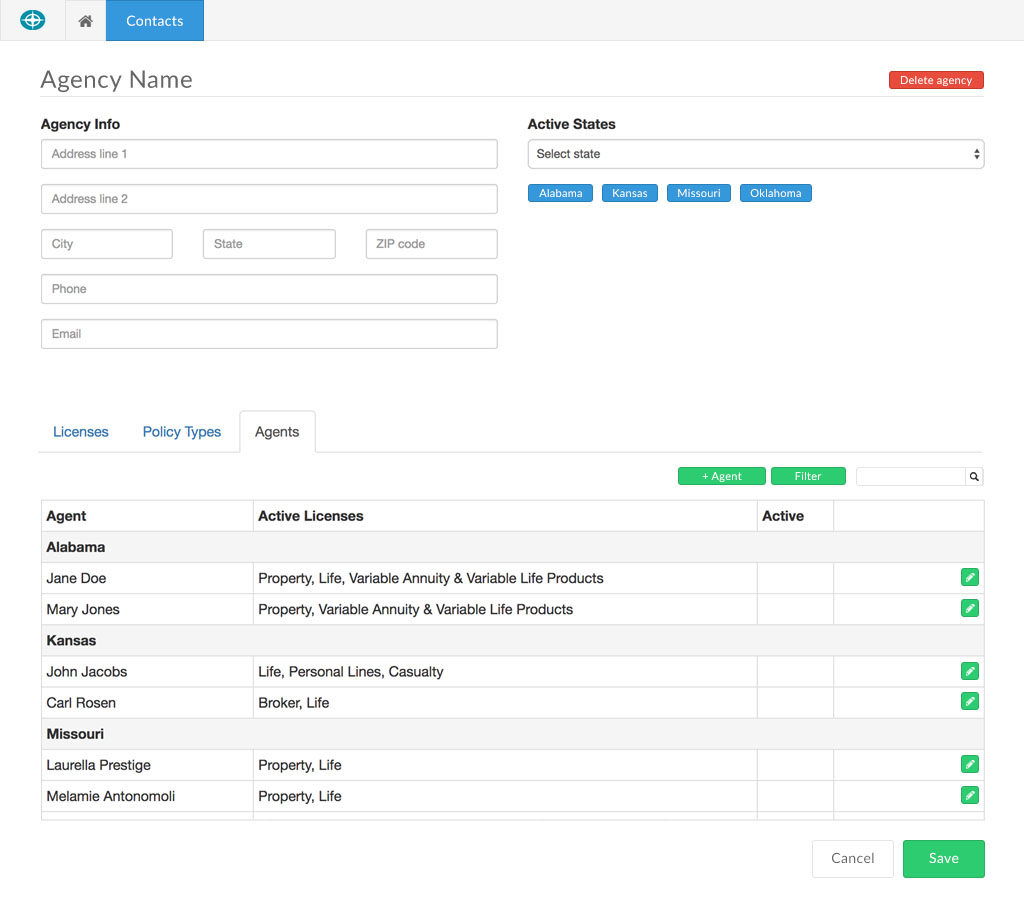 Contacts
Agency Name
Delete agency
Agency Info
Active States
Address line 1
Select state
Address line 2
Alabama Kansas Missouri Oklahoma
City State ZIP code
Phone
Email
Licenses Policy Types Agents
+ Agent Filter
Agent Active Licenses Active
Alabama
Jane Doe Property, Life, Variable Annuity & Variable Life Products
Mary Jones Property, Variable Annuity & Variable Life Products
Kansas
John Jacobs Life, Personal Lines, Casualty
Carl Rosen Broker, Life
Missouri
Laurella Prestige Property, Life
Melamie Antonomoli Property, Life
Cancel Save